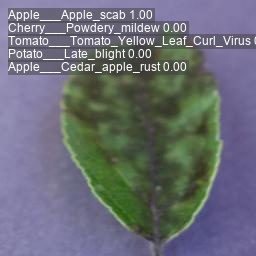 Apple___Apple_scab 1.00
Cherry___Powdery_mildew 0.00
Tomato___Tomato_Yellow_Leaf_Curl_Virus
Potato___Late_blight 0.00
Apple___Cedar_apple_rust 0.00